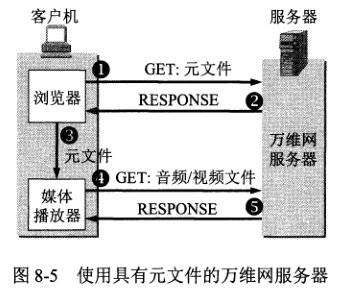 客户机
服务器
❶ GET: 元文件
浏览器
RESPONSE ❷
❸
元文件
万维网
服务器
❹ GET: 音频/视频文件
媒体
播放器
RESPONSE ❺
图 8-5 使用具有元文件的万维网服务器